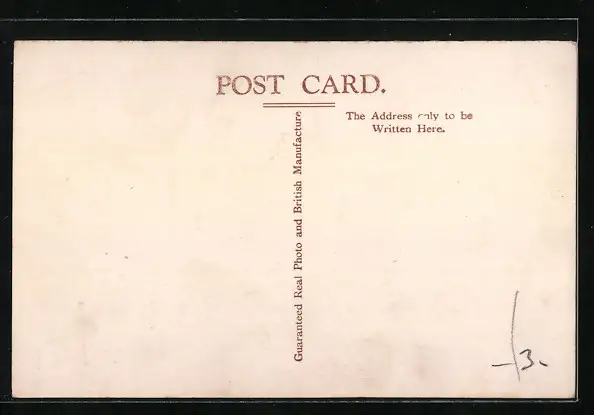 POST CARD.
The Address only to be
Written Here.
Guaranteed Real Photo and British Manufacture
-3-